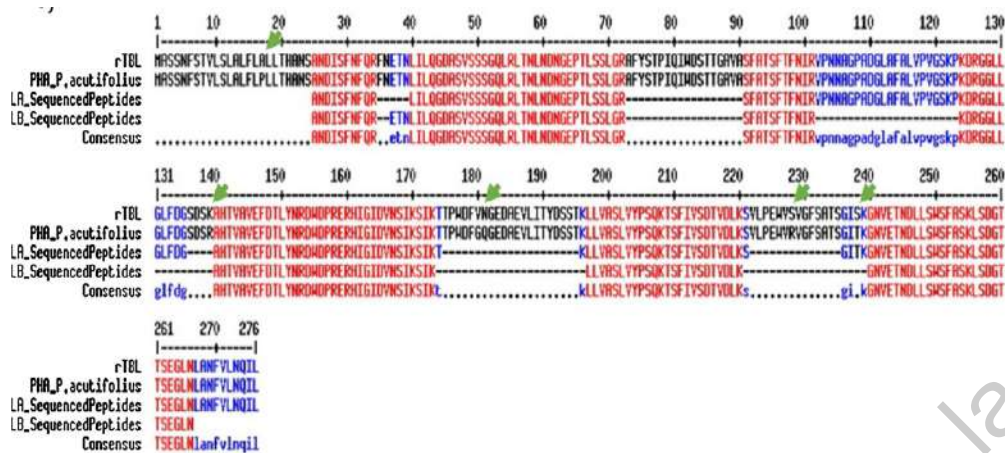 1 10 20 30 40 50 60 70 80 90 100 110 120 130
rTBL MASSNFSTVLSLALFLALLTHANSANDISFNFQRFNETNLILQGDASVSSSGQLRLTNLNDNGEPTLSSLGRAFYSTPIQIWDSTTGAVASFATSFTFNIRVPNNAGPADGLAFALVPVGSKPKDRGGLL
PHA_P.acutifolius MASSNFSTVLSLALFLPLLTHANSANDISFNFQRFNETNLILQGDASVSSSGQLRLTNLNDNGEPTLSSLGRAFYSTPIQIWDSTTGAVASFATSFTFNIRVPNNAGPADGLAFALVPVGSKPKDRGGLL
LA_SequencedPeptides ANDISFNFQR-----LILQGDASVSSSGQLRLTNLNDNGEPTLSSLGR------------------SFATSFTFNIRVPNNAGPADGLAFALVPVGSKPKDRGGLL
LB_SequencedPeptides ANDISFNFQR--ETNLILQGDASVSSSGQLRLTNLNDNGEPTLSSLGR------------------SFATSFTFNIR----------------------KDRGGLL
Consensus ........................ANDISFNFQR..etnLILQGDASVSSSGQLRLTNLNDNGEPTLSSLGR..................SFATSFTFNIRvpnnagpadglafalvpvgskpKDRGGLL
131 140 150 160 170 180 190 200 210 220 230 240 250 260
rTBL GLFDGSDSKAHTVAVEFDTLYNRDWDPRERHIGIDVNSIKSIKTTPWDFVNGEDAEVLITYDSSTKLLVASLVYPSQKTSFIVSDTVDLKSVLPEWVSVGFSATSGISKGNVETNDLLSWSFASKLSDGT
PHA_P.acutifolius GLFDGSDSRAHTVAVEFDTLYNRDWDPRERHIGIDVNSIKSIKTTPWDFGQGEDAEVLITYDSSTKLLVASLVYPSQKTSFIVSDTVDLKSVLPEWVRVGFSATSGITKGNVETNDLLSWSFASKLSDGT
LA_SequencedPeptides GLFDG----AHTVAVEFDTLYNRDWDPRERHIGIDVNSIKSIKT---------------------KLLVASLVYPSQKTSFIVSDTVDLKS--------------GITKGNVETNDLLSWSFASKLSDGT
LB_SequencedPeptides ---------AHTVAVEFDTLYNRDWDPRERHIGIDVNSIKSIK-----------------------LLVASLVYPSQKTSFIVSDTVDLK-------------------GNVETNDLLSWSFASKLSDGT
Consensus glfdg....AHTVAVEFDTLYNRDWDPRERHIGIDVNSIKSIKt.....................kLLVASLVYPSQKTSFIVSDTVDLKs..............gi.kGNVETNDLLSWSFASKLSDGT
261 270 276
rTBL TSEGLNLANFVLNQIL
PHA_P.acutifolius TSEGLNLANFVLNQIL
LA_SequencedPeptides TSEGLNLANFVLNQIL
LB_SequencedPeptides TSEGLN
Consensus TSEGLNlanfvlnqil